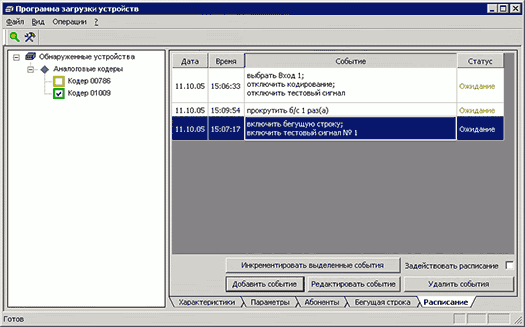 Программа загрузки устройств
Файл Вид Операции ?
Обнаруженные устройства
Аналоговые кодеры
Кодер 00786
Кодер 01009
Дата Время Событие Статус
11.10.05 15:06:33 выбрать Вход 1; Ожидание
отключить кодирование;
отключить тестовый сигнал
11.10.05 15:09:54 прокрутить б/с 1 раз(а) Ожидание
11.10.05 15:07:17 включить бегущую строку; Ожидание
включить тестовый сигнал № 1
Инкрементировать выделенные события Задействовать расписание
Добавить событие Редактировать событие Удалить события
Характеристики Параметры Абоненты Бегущая строка Расписание
Готов